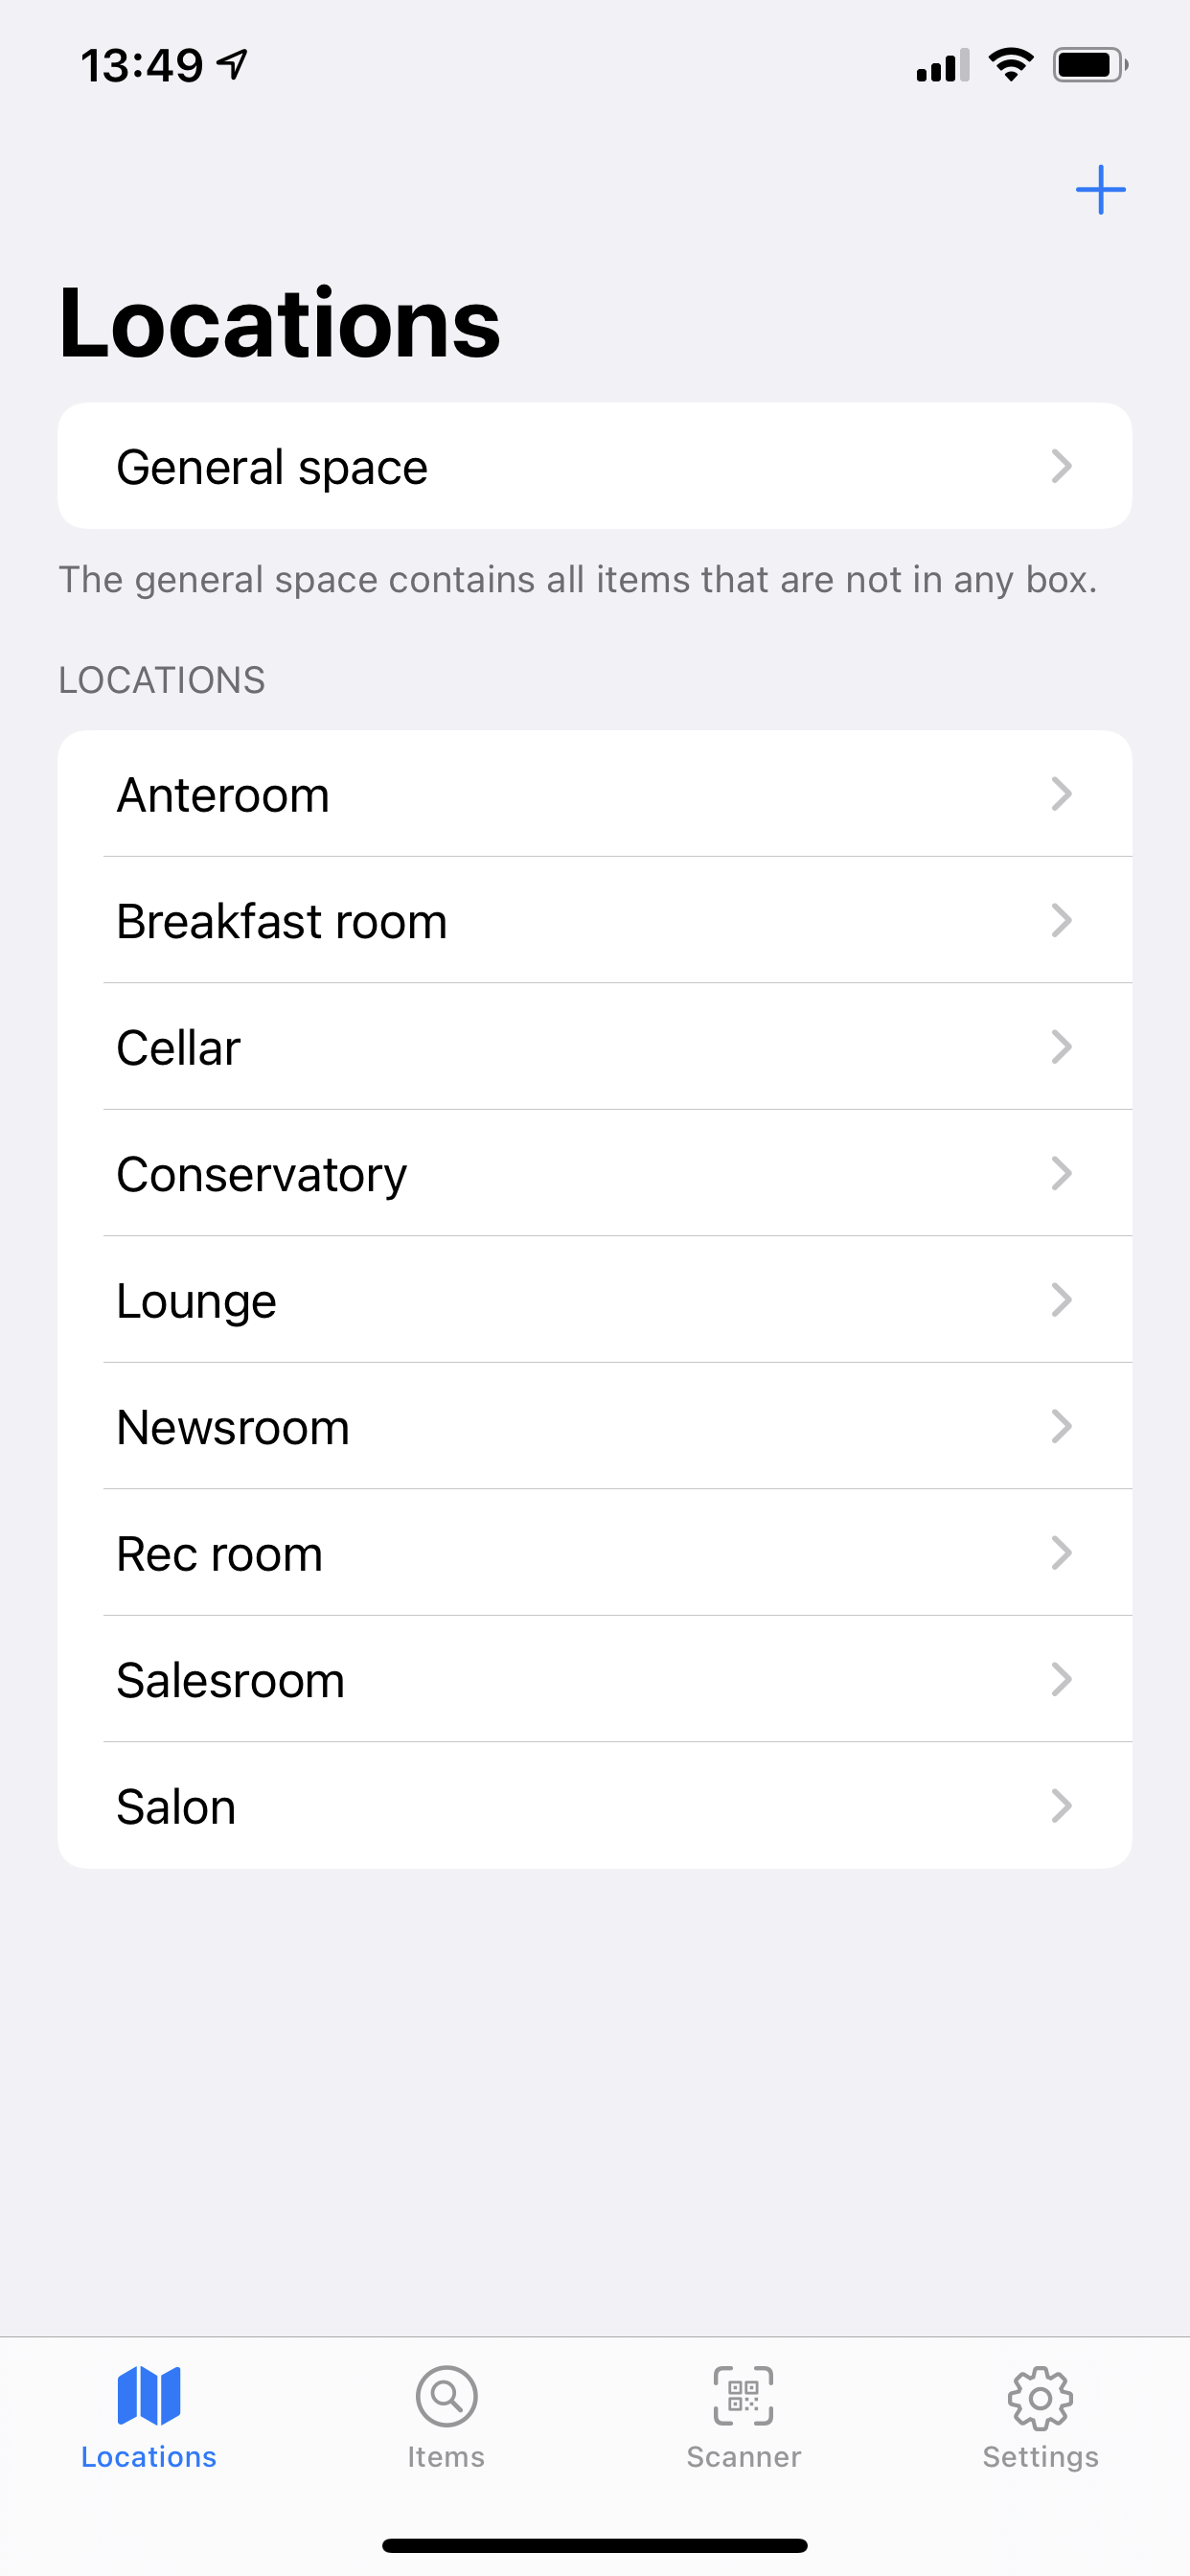 13:49
Locations
General space
The general space contains all items that are not in any box.
LOCATIONS
Anteroom
Breakfast room
Cellar
Conservatory
Lounge
Newsroom
Rec room
Salesroom
Salon
Locations
Items
Scanner
Settings